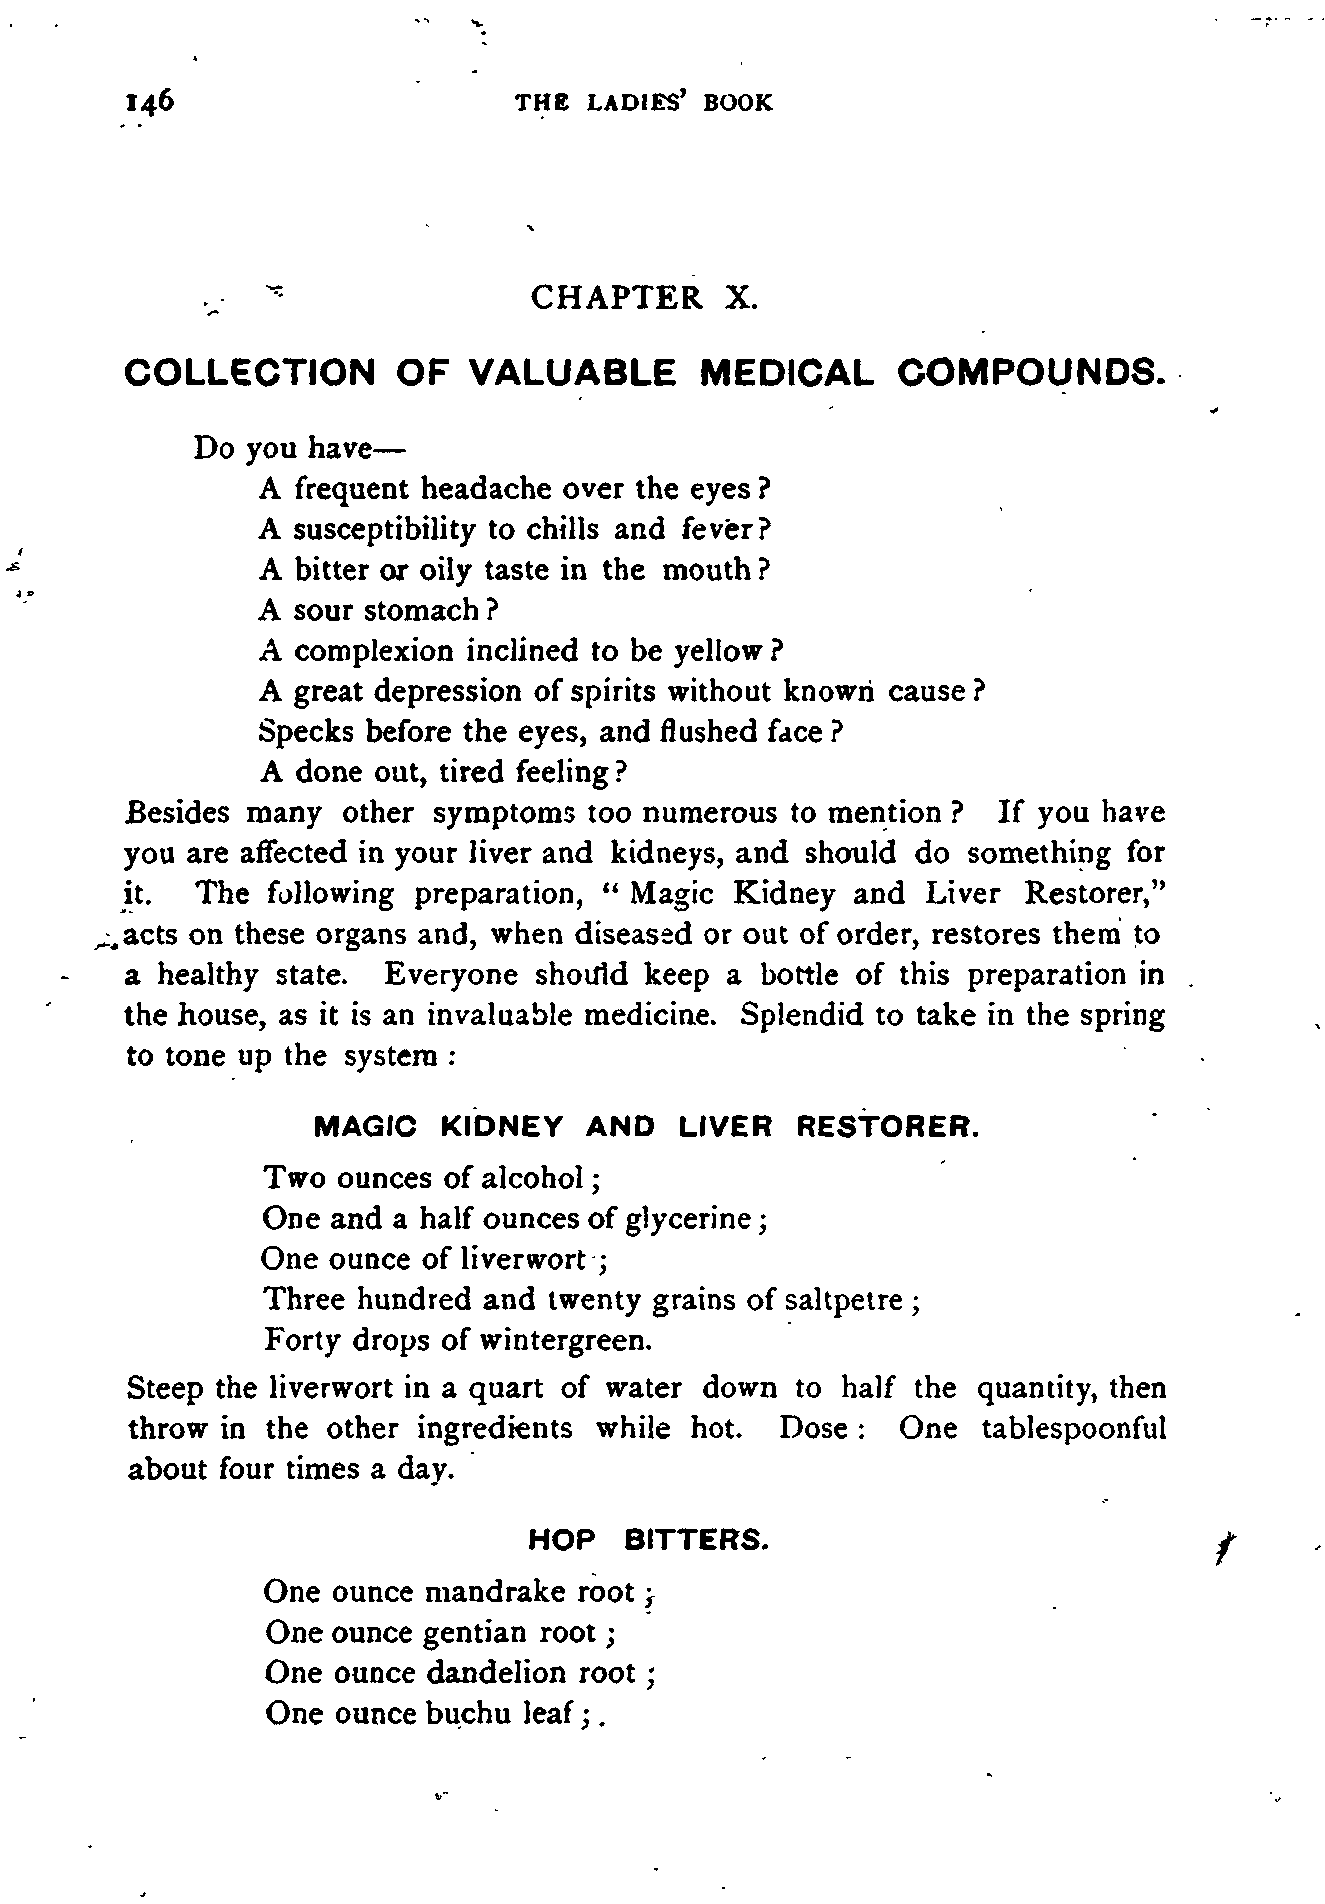 146 THE LADIES' BOOK
CHAPTER X.
COLLECTION OF VALUABLE MEDICAL COMPOUNDS.
Do you have—
A frequent headache over the eyes?
A susceptibility to chills and fever?
A bitter or oily taste in the mouth?
A sour stomach?
A complexion inclined to be yellow?
A great depression of spirits without known cause?
Specks before the eyes, and flushed face?
A done out, tired feeling?
Besides many other symptoms too numerous to mention? If you have
you are affected in your liver and kidneys, and should do something for
it. The following preparation, "Magic Kidney and Liver Restorer,"
acts on these organs and, when diseased or out of order, restores them to
a healthy state. Everyone should keep a bottle of this preparation in
the house, as it is an invaluable medicine. Splendid to take in the spring
to tone up the system :
MAGIC KIDNEY AND LIVER RESTORER.
Two ounces of alcohol;
One and a half ounces of glycerine;
One ounce of liverwort;
Three hundred and twenty grains of saltpetre;
Forty drops of wintergreen.
Steep the liverwort in a quart of water down to half the quantity, then
throw in the other ingredients while hot. Dose: One tablespoonful
about four times a day.
HOP BITTERS.
One ounce mandrake root;
One ounce gentian root;
One ounce dandelion root;
One ounce buchu leaf;